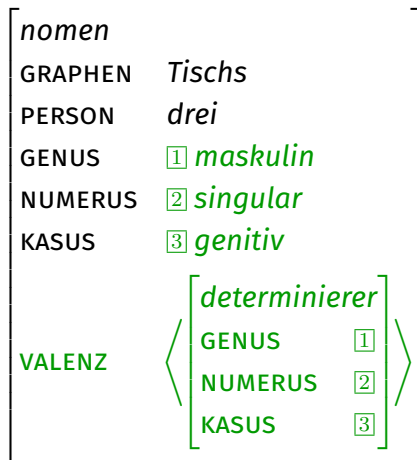 nomen
GRAPHEN Tischs
PERSON drei
GENUS 1 maskulin
NUMERUS 2 singular
KASUS 3 genitiv
determinierer
GENUS 1
VALENZ NUMERUS 2
KASUS 3